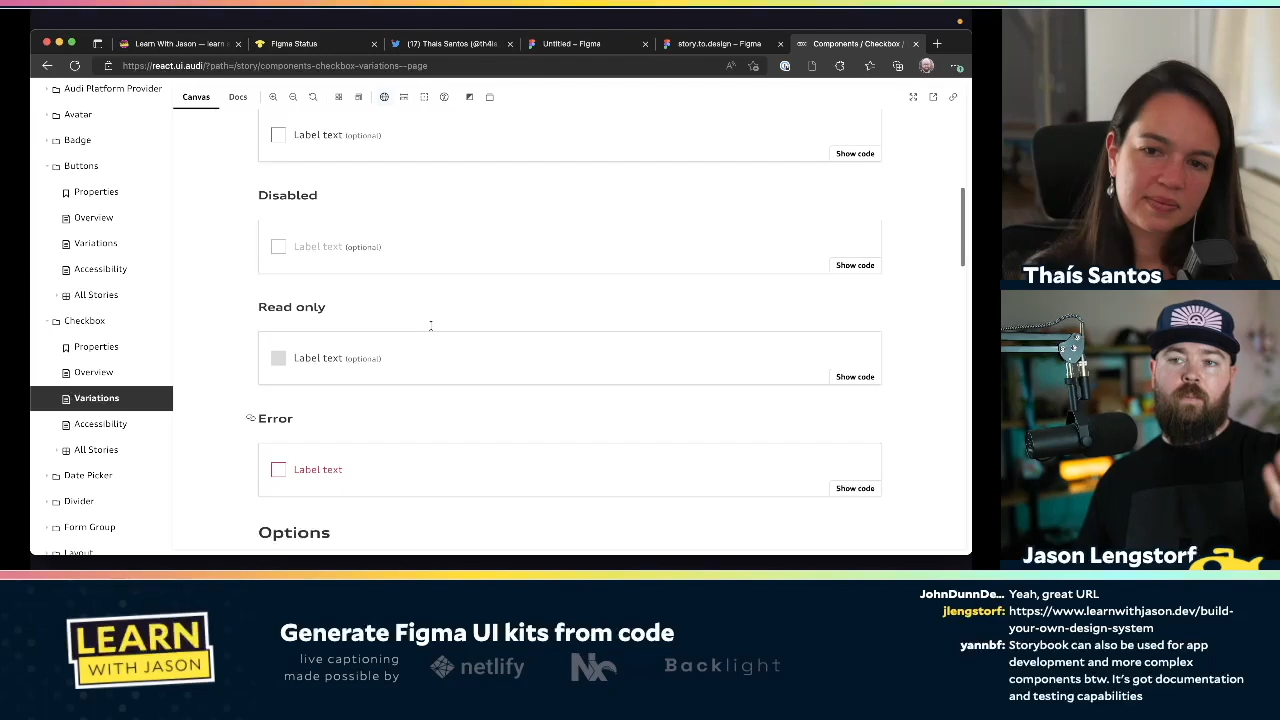 Learn With Jason — learn
Figma Status
(17) Thais Santos (@th4is
Untitled – Figma
story.to.design – Figma
Components / Checkbox /
https://react.ui.audi/?path=/story/components-checkbox-variations--page
Audi Platform Provider
Avatar
Badge
Buttons
Properties
Overview
Variations
Accessibility
All Stories
Checkbox
Properties
Overview
Variations
Accessibility
All Stories
Date Picker
Divider
Form Group
Layout
Canvas
Docs
Label text (optional)
Show code
Disabled
Label text (optional)
Show code
Read only
Label text (optional)
Show code
Error
Label text
Show code
Options
Thaís Santos
Jason Lengstorf
LEARN
WITH JASON
Generate Figma UI kits from code
live captioning
made possible by
netlify
Nx
Backlight
JohnDunnDe... Yeah, great URL
jlengstorf: https://www.learnwithjason.dev/build-
your-own-design-system
yannbf: Storybook can also be used for app
development and more complex
components btw. It's got documentation
and testing capabilities